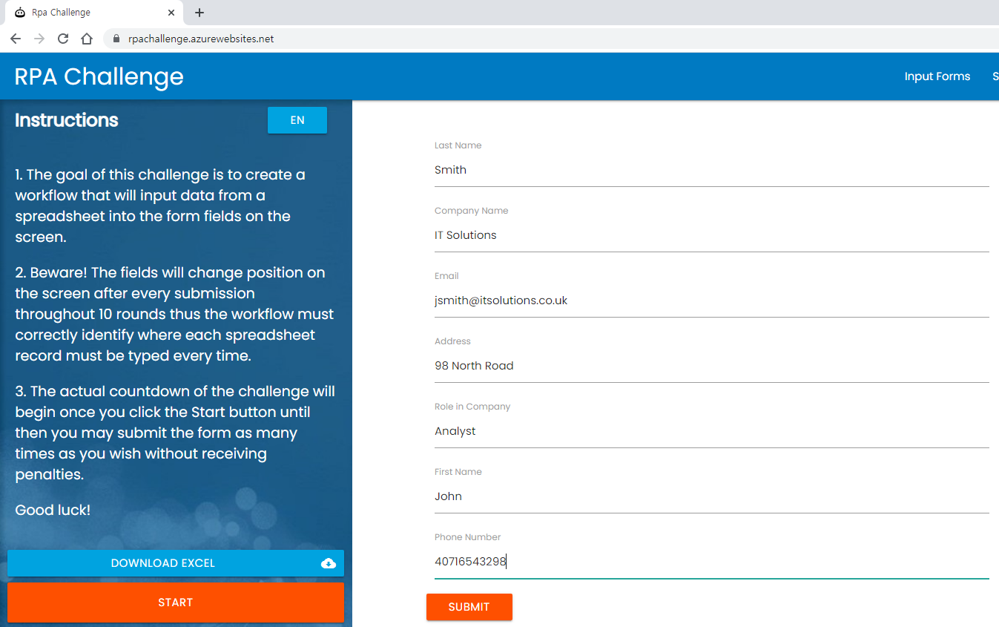 Rpa Challenge
rpachallenge.azurewebsites.net
RPA Challenge
Input Forms
S
Instructions
EN
1. The goal of this challenge is to create a
workflow that will input data from a
spreadsheet into the form fields on the
screen.
2. Beware! The fields will change position on
the screen after every submission
throughout 10 rounds thus the workflow must
correctly identify where each spreadsheet
record must be typed every time.
3. The actual countdown of the challenge will
begin once you click the Start button until
then you may submit the form as many
times as you wish without receiving
penalties.
Good luck!
DOWNLOAD EXCEL
START
Last Name
Smith
Company Name
IT Solutions
Email
jsmith@itsolutions.co.uk
Address
98 North Road
Role in Company
Analyst
First Name
John
Phone Number
40716543298
SUBMIT